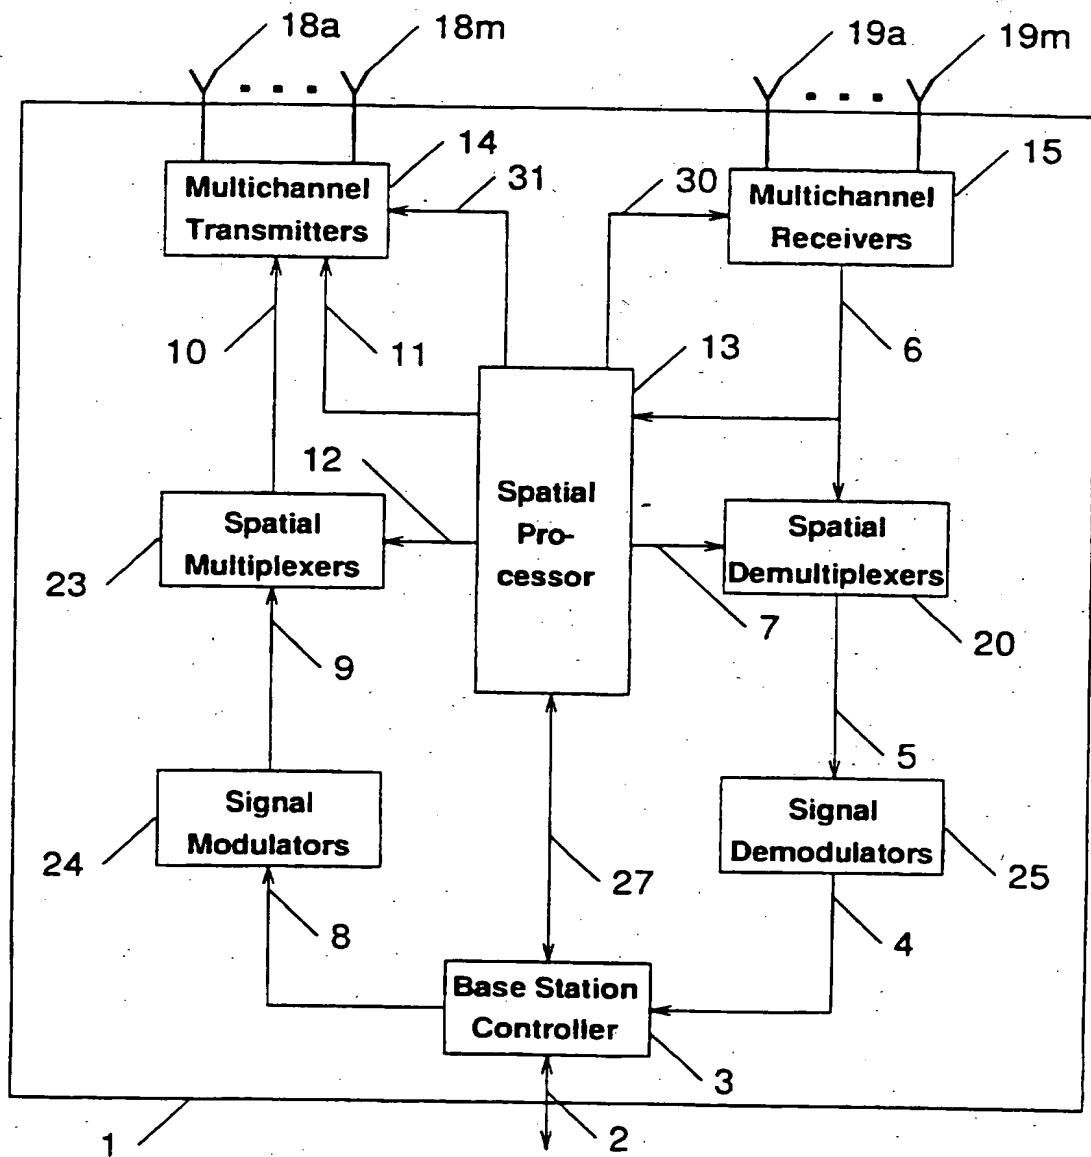 18a
18m
19a
19m
14
31
30
15
Multichannel
Transmitters
Multichannel
Receivers
10
11
13
6
12
Spatial
Pro-
cessor
Spatial
Multiplexers
Spatial
Demultiplexers
23
7
20
9
5
Signal
Modulators
Signal
Demodulators
24
27
25
8
4
Base Station
Controller
3
1
2